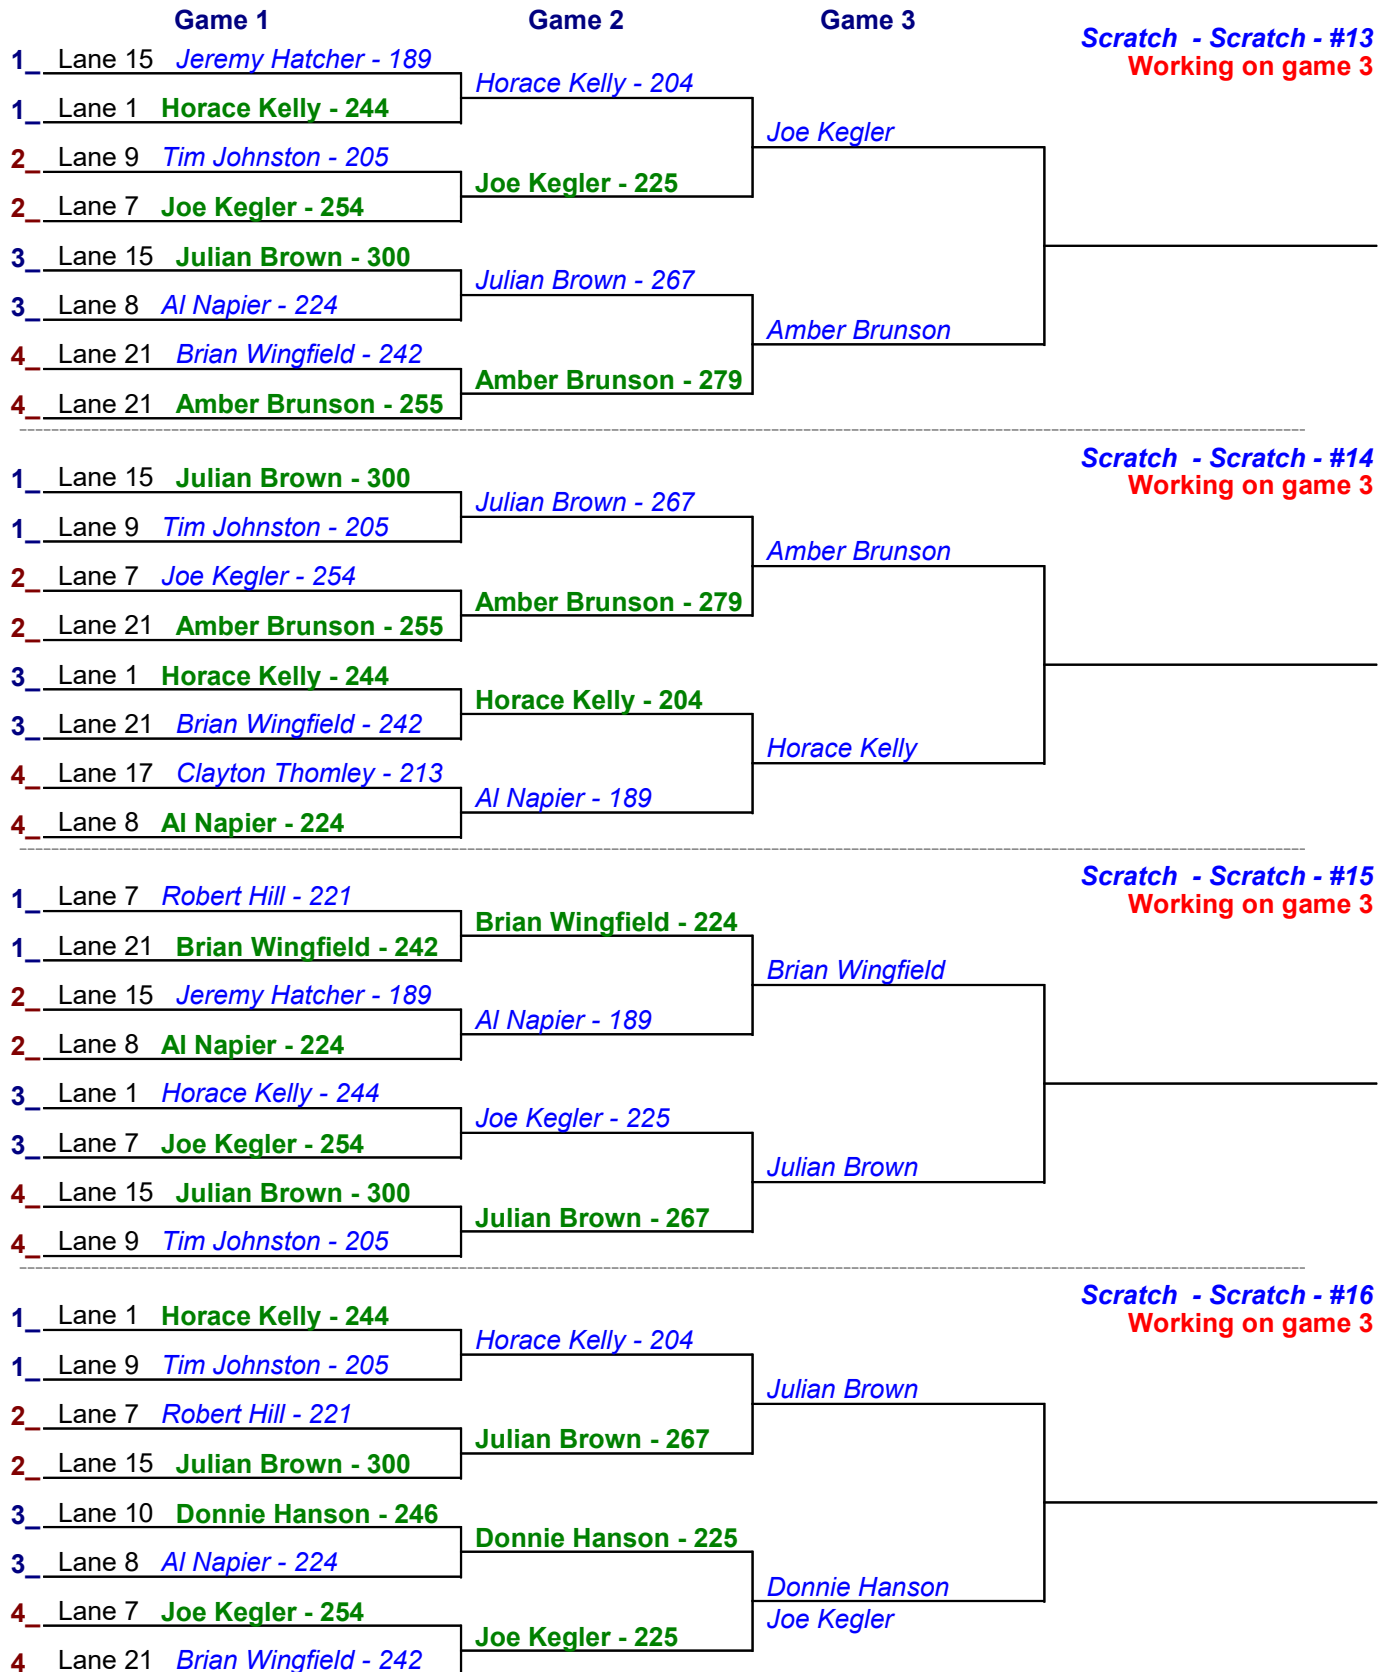 Game 1 Game 2 Game 3
Scratch - Scratch - #13
Working on game 3
1_ Lane 15 Jeremy Hatcher - 189
Horace Kelly - 204
1_ Lane 1 Horace Kelly - 244
Joe Kegler
2_ Lane 9 Tim Johnston - 205
Joe Kegler - 225
2_ Lane 7 Joe Kegler - 254
3_ Lane 15 Julian Brown - 300
Julian Brown - 267
3_ Lane 8 Al Napier - 224
Amber Brunson
4_ Lane 21 Brian Wingfield - 242
Amber Brunson - 279
4_ Lane 21 Amber Brunson - 255
Scratch - Scratch - #14
Working on game 3
1_ Lane 15 Julian Brown - 300
Julian Brown - 267
1_ Lane 9 Tim Johnston - 205
Amber Brunson
2_ Lane 7 Joe Kegler - 254
Amber Brunson - 279
2_ Lane 21 Amber Brunson - 255
3_ Lane 1 Horace Kelly - 244
Horace Kelly - 204
3_ Lane 21 Brian Wingfield - 242
Horace Kelly
4_ Lane 17 Clayton Thomley - 213
Al Napier - 189
4_ Lane 8 Al Napier - 224
Scratch - Scratch - #15
Working on game 3
1_ Lane 7 Robert Hill - 221
Brian Wingfield - 224
1_ Lane 21 Brian Wingfield - 242
Brian Wingfield
2_ Lane 15 Jeremy Hatcher - 189
Al Napier - 189
2_ Lane 8 Al Napier - 224
3_ Lane 1 Horace Kelly - 244
Joe Kegler - 225
3_ Lane 7 Joe Kegler - 254
Julian Brown
4_ Lane 15 Julian Brown - 300
Julian Brown - 267
4_ Lane 9 Tim Johnston - 205
Scratch - Scratch - #16
Working on game 3
1_ Lane 1 Horace Kelly - 244
Horace Kelly - 204
1_ Lane 9 Tim Johnston - 205
Julian Brown
2_ Lane 7 Robert Hill - 221
Julian Brown - 267
2_ Lane 15 Julian Brown - 300
3_ Lane 10 Donnie Hanson - 246
Donnie Hanson - 225
3_ Lane 8 Al Napier - 224
Donnie Hanson
4_ Lane 7 Joe Kegler - 254
Joe Kegler
Joe Kegler - 225
4 Lane 21 Brian Wingfield - 242